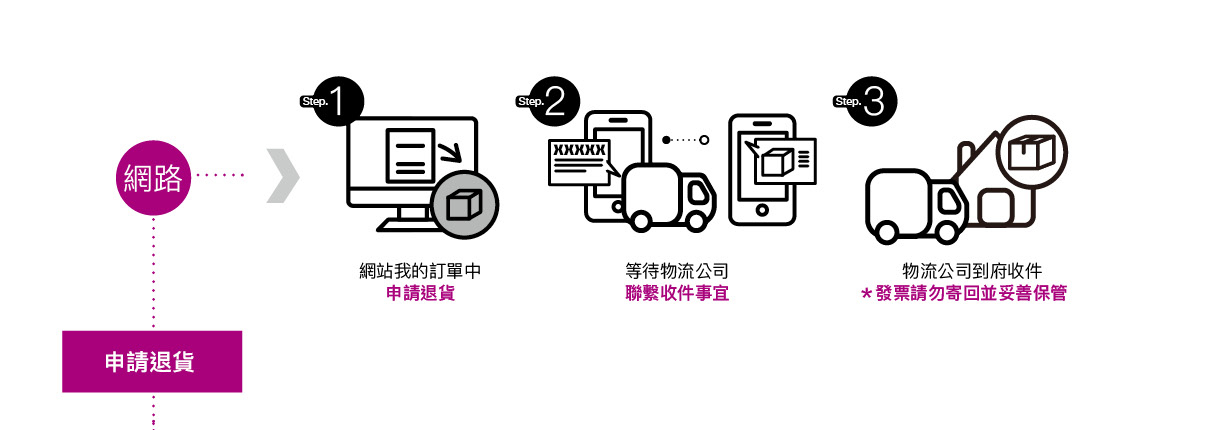 Step.1
Step.2
Step.3
網路
XXXXX
網站我的訂單中
申請退貨
等待物流公司
聯繫收件事宜
物流公司到府收件
＊發票請勿寄回並妥善保管
申請退貨